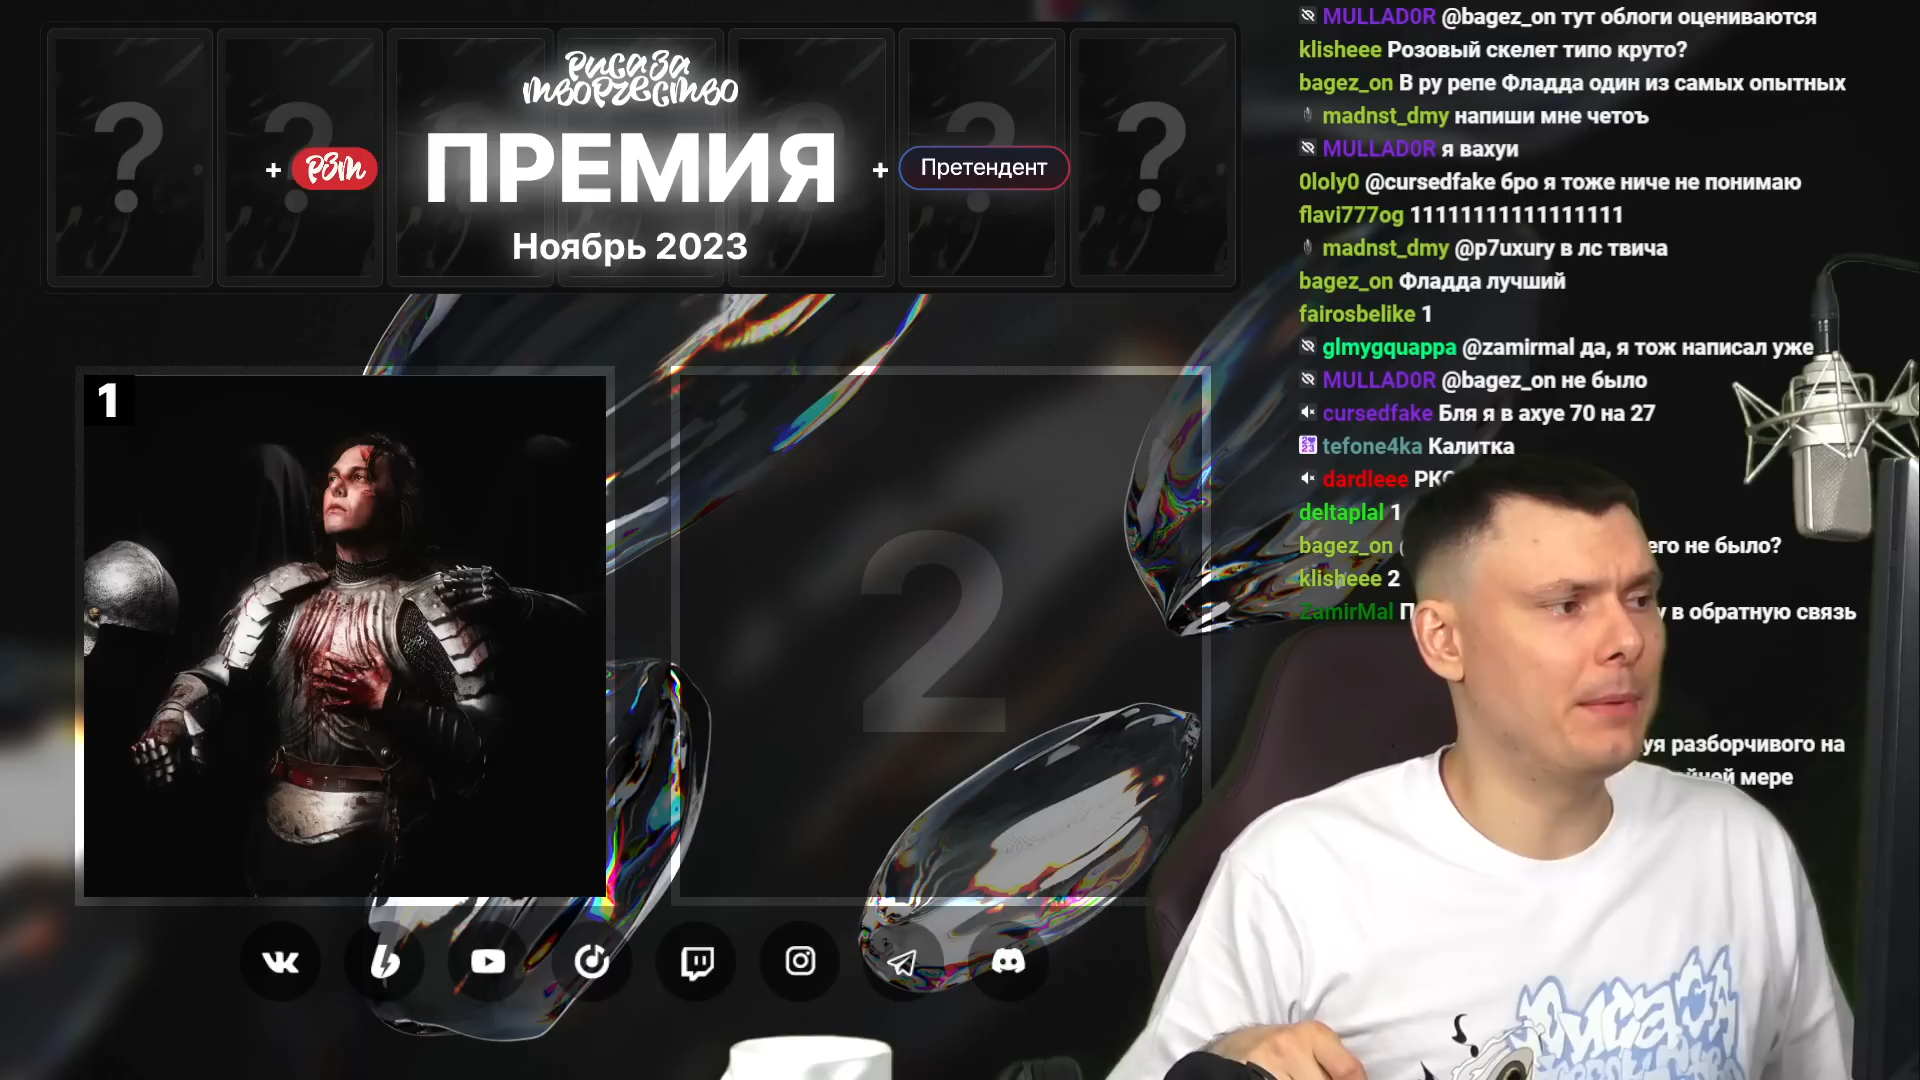 РИСАЗА
ТВОРЧЕСТВО
ПРЕМИЯ
Ноябрь 2023
+ РЗТ
+ Претендент
? ? ? ? ? ? ?
1
2
MULLAD0R @bagez_on тут облоги оцениваются
klisheee Розовый скелет типо круто?
bagez_on В ру репе Фладда один из самых опытных
madnst_dmy напиши мне четоъ
MULLAD0R я вахуи
0loly0 @cursedfake бро я тоже ниче не понимаю
flavi777og 11111111111111111
madnst_dmy @p7uxury в лс твича
bagez_on Фладда лучший
fairosbelike 1
glmygquappa @zamirmal да, я тож написал уже
MULLAD0R @bagez_on не было
cursedfake Бля я в ахуе 70 на 27
tefone4ka Калитка
dardleee
deltaplal 1
bagez_on его не было?
klisheee 2
ZamirMal в обратную связь
разборчивого на
мере
РИСАЗА